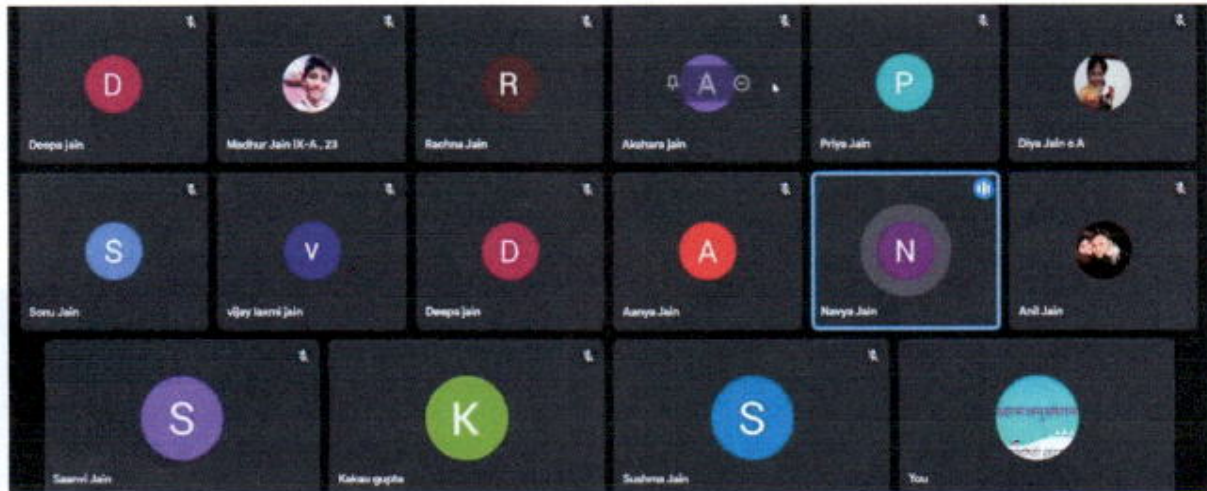 D R A P
Deepa jain Madhur Jain IX-A , 23 Rachna Jain Akshara jain Priya Jain Diya Jain 6 A
S v D A N
Sonu Jain vijay laxmi jain Deepa jain Aanya Jain Navya Jain Anil Jain
S K S
Saanvi Jain Kakau gupta Sushma Jain You